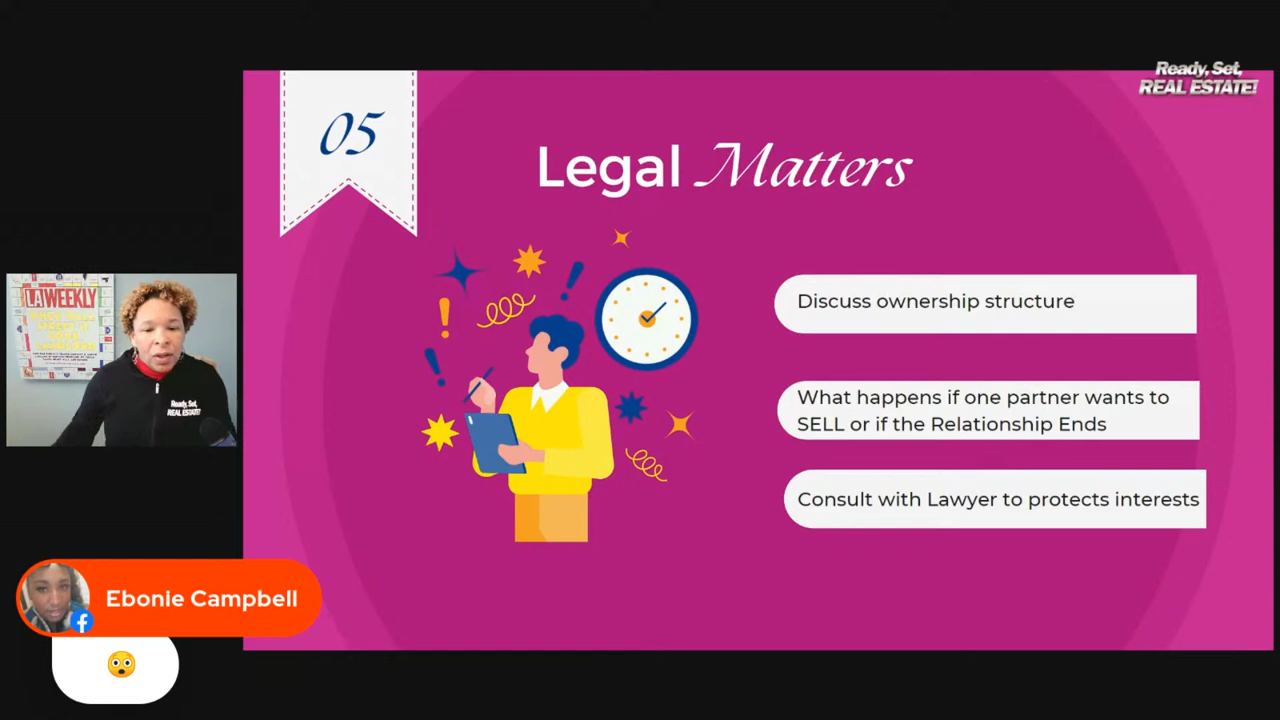 Ready, Set,
REAL ESTATE!
05
Legal Matters
Discuss ownership structure
What happens if one partner wants to
SELL or if the Relationship Ends
Consult with Lawyer to protects interests
LA WEEKLY
Ready, Set,
REAL ESTATE!
Ebonie Campbell